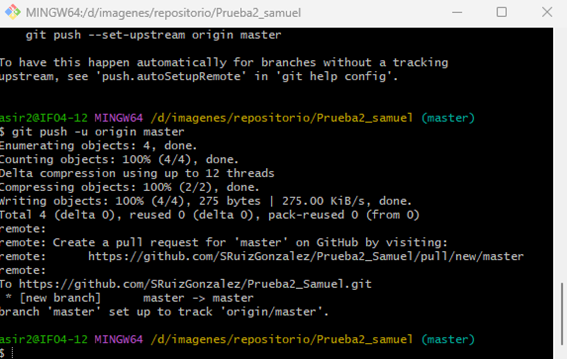 MINGW64:/d/imagenes/repositorio/Prueba2_samuel
git push --set-upstream origin master
To have this happen automatically for branches without a tracking
upstream, see 'push.autoSetupRemote' in 'git help config'.
asir2@IF04-12 MINGW64 /d/imagenes/repositorio/Prueba2_samuel (master)
$ git push -u origin master
Enumerating objects: 4, done.
Counting objects: 100% (4/4), done.
Delta compression using up to 12 threads
Compressing objects: 100% (2/2), done.
Writing objects: 100% (4/4), 275 bytes | 275.00 KiB/s, done.
Total 4 (delta 0), reused 0 (delta 0), pack-reused 0 (from 0)
remote:
remote: Create a pull request for 'master' on GitHub by visiting:
remote:      https://github.com/SRuizGonzalez/Prueba2_Samuel/pull/new/master
remote:
To https://github.com/SRuizGonzalez/Prueba2_Samuel.git
 * [new branch]      master -> master
branch 'master' set up to track 'origin/master'.
asir2@IF04-12 MINGW64 /d/imagenes/repositorio/Prueba2_samuel (master)
$